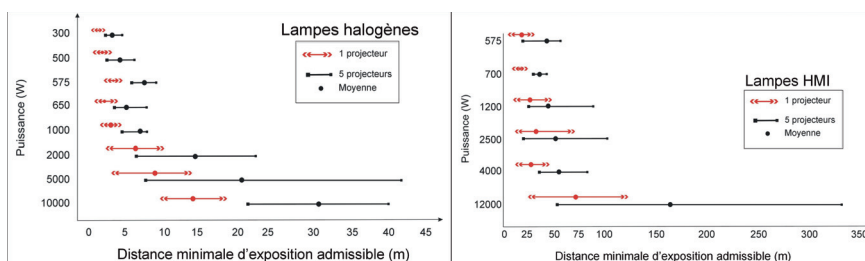 Lampes halogènes
1 projecteur
5 projecteurs
Moyenne
Puissance (W)
300
500
575
650
1000
2000
5000
10000
0 5 10 15 20 25 30 35 40 45
Distance minimale d'exposition admissible (m)
Lampes HMI
1 projecteur
5 projecteurs
Moyenne
Puissance (W)
575
700
1200
2500
4000
12000
0 25 50 75 100 150 200 250 300 350
Distance minimale d'exposition admissible (m)